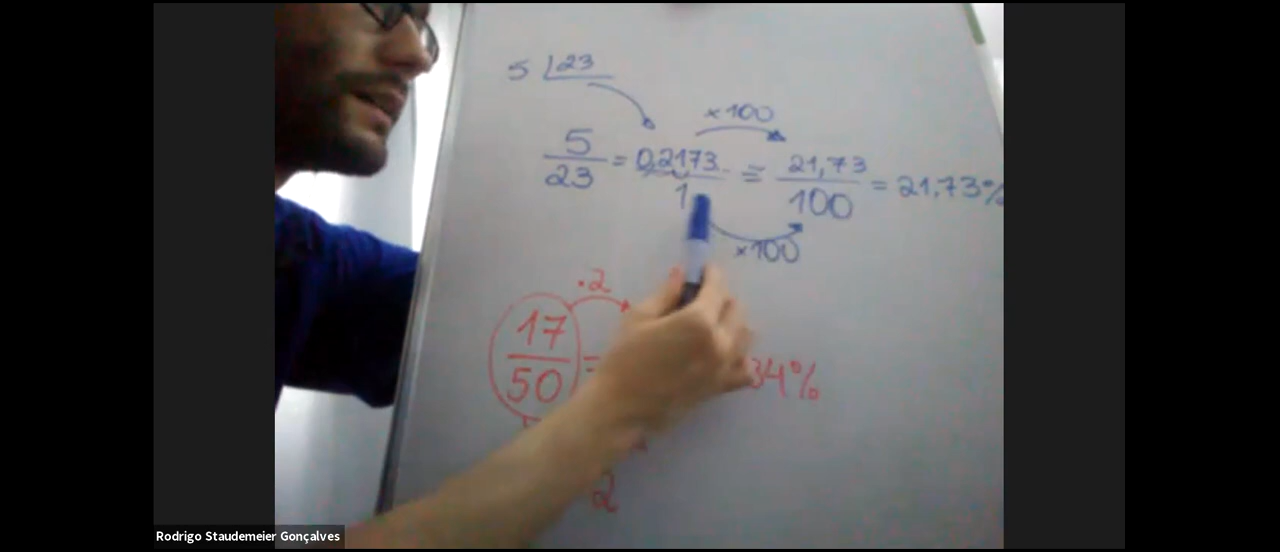 5 | 23
×100
5/23 = 0,2173.. / 1 = 21,73/100 = 21,73%
×100
.2
17/50 = 34%
2
Rodrigo Staudemeier Gonçalves